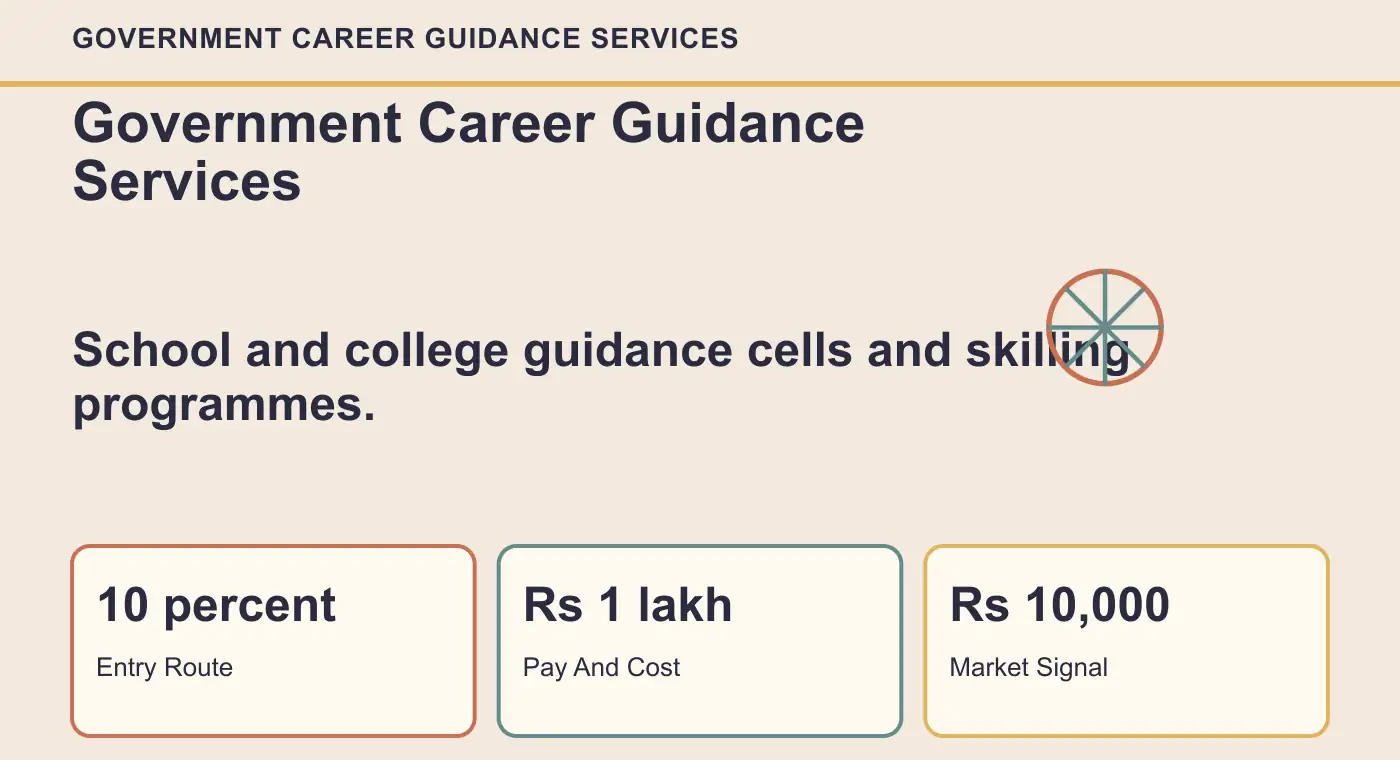 GOVERNMENT CAREER GUIDANCE SERVICES
Government Career Guidance
Services
School and college guidance cells and skilling
programmes.
10 percent
Entry Route
Rs 1 lakh
Pay And Cost
Rs 10,000
Market Signal